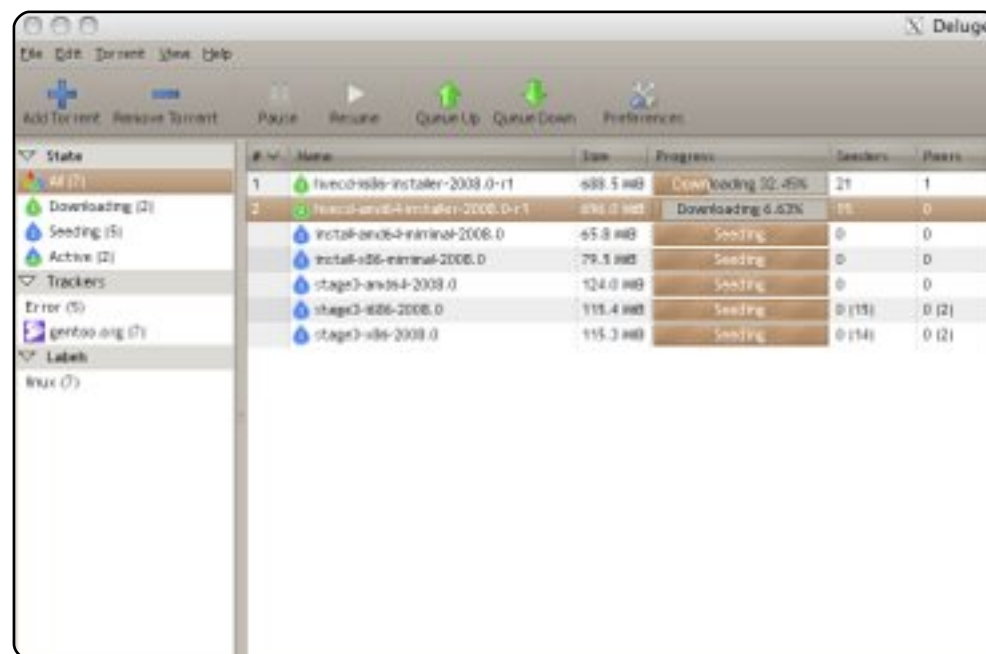 Deluge
File Edit Torrent View Help
Add Torrent Remove Torrent Pause Resume Queue Up Queue Down Preferences
State
All (7)
Downloading (2)
Seeding (5)
Active (2)
Trackers
Error (5)
gentoo.org (7)
Labels
linux (7)
# Name Size Progress Seeders Peers
1 livecd-i686-installer-2008.0-r1 688.5 MiB Downloading 32.45% 21 1
2 livecd-amd64-installer-2008.0-r1 Downloading 6.63% 0
install-amd64-minimal-2008.0 65.8 MiB Seeding 0 0
install-x86-minimal-2008.0 79.5 MiB Seeding 0 0
stage3-amd64-2008.0 124.0 MiB Seeding 0 0
stage3-i686-2008.0 115.4 MiB Seeding 0 (15) 0 (2)
stage3-x86-2008.0 115.3 MiB Seeding 0 (14) 0 (2)